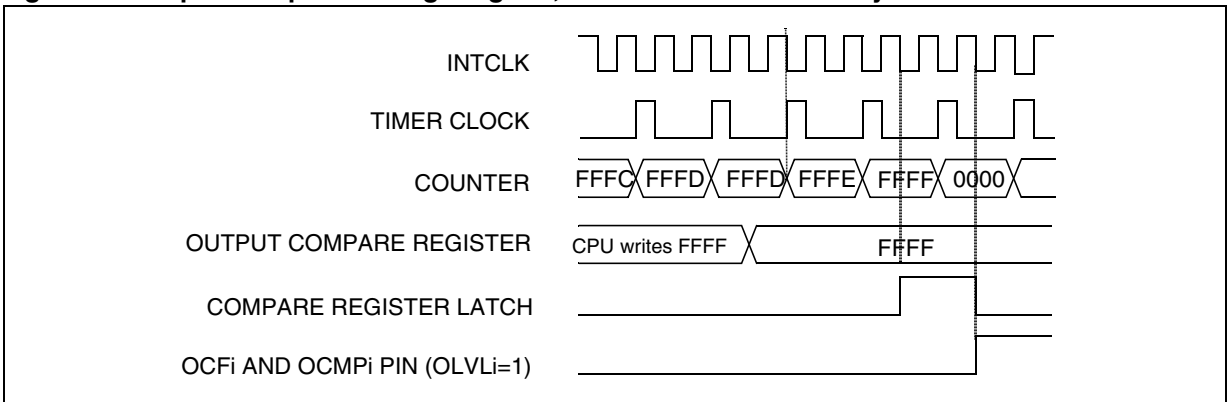 INTCLK
TIMER CLOCK
COUNTER FFFC FFFD FFFD FFFE FFFF 0000
OUTPUT COMPARE REGISTER CPU writes FFFF FFFF
COMPARE REGISTER LATCH
OCFi AND OCMPi PIN (OLVLi=1)